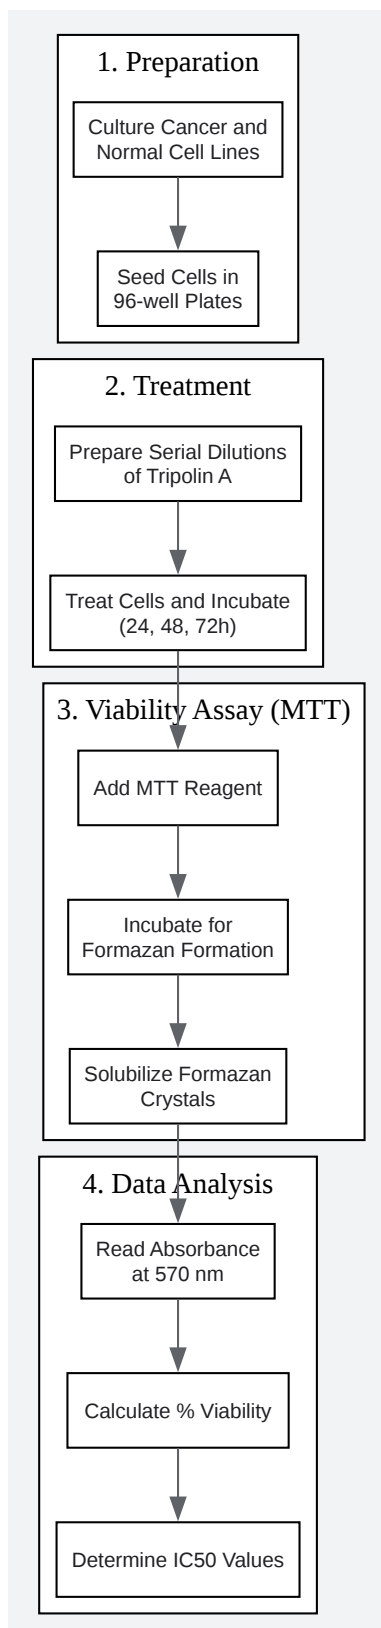 1. Preparation
Culture Cancer and
Normal Cell Lines
Seed Cells in
96-well Plates
2. Treatment
Prepare Serial Dilutions
of Tripolin A
Treat Cells and Incubate
(24, 48, 72h)
3. Viability Assay (MTT)
Add MTT Reagent
Incubate for
Formazan Formation
Solubilize Formazan
Crystals
4. Data Analysis
Read Absorbance
at 570 nm
Calculate % Viability
Determine IC50 Values